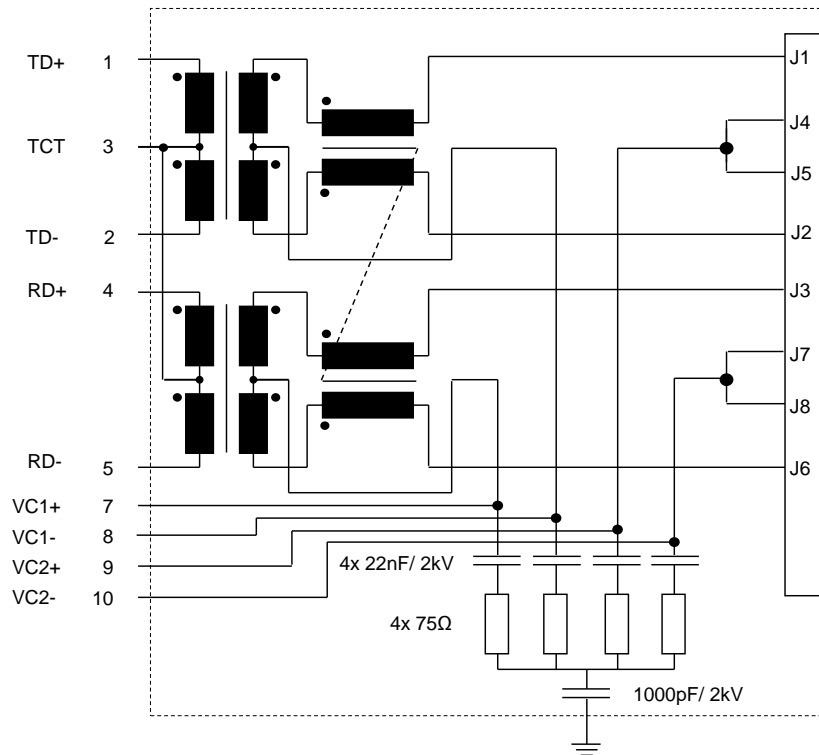 TD+ 1 J1
J4
TCT 3
J5
TD- 2 J2
RD+ 4 J3
J7
J8
RD- 5 J6
VC1+ 7
VC1- 8
VC2+ 9 4x 22nF/ 2kV
VC2- 10
4x 75Ω
1000pF/ 2kV